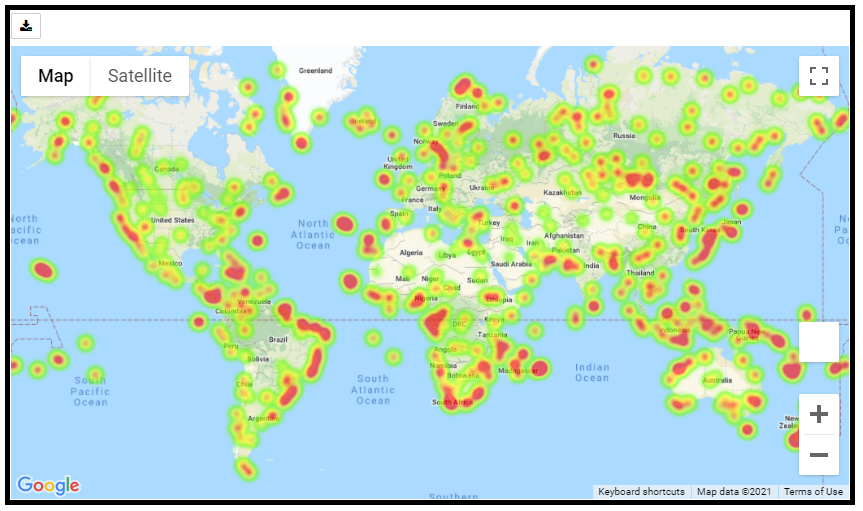 Map
Satellite
Greenland
Iceland
Finland
Sweden
Norway
Russia
Canada
United
Kingdom
Poland
Germany
Ukraine
Kazakhstan
France
Mongolia
North
Atlantic
Ocean
Spain
Italy
Turkey
United States
China
South Korea
Japan
Iraq
Iran
Afghanistan
Pakistan
Algeria
Libya
Egypt
Saudi Arabia
India
Mexico
Mali
Niger
Chad
Sudan
Thailand
Venezuela
Colombia
Nigeria
Ethiopia
Kenya
DRC
Tanzania
Indonesia
Papua New
Guinea
Brazil
Peru
Bolivia
Angola
Namibia
Botswana
Madagascar
Indian
Ocean
South
Atlantic
Ocean
South
Pacific
Ocean
Chile
Australia
South Africa
Argentina
New
Google
Southern
Keyboard shortcuts
Map data ©2021
Terms of Use